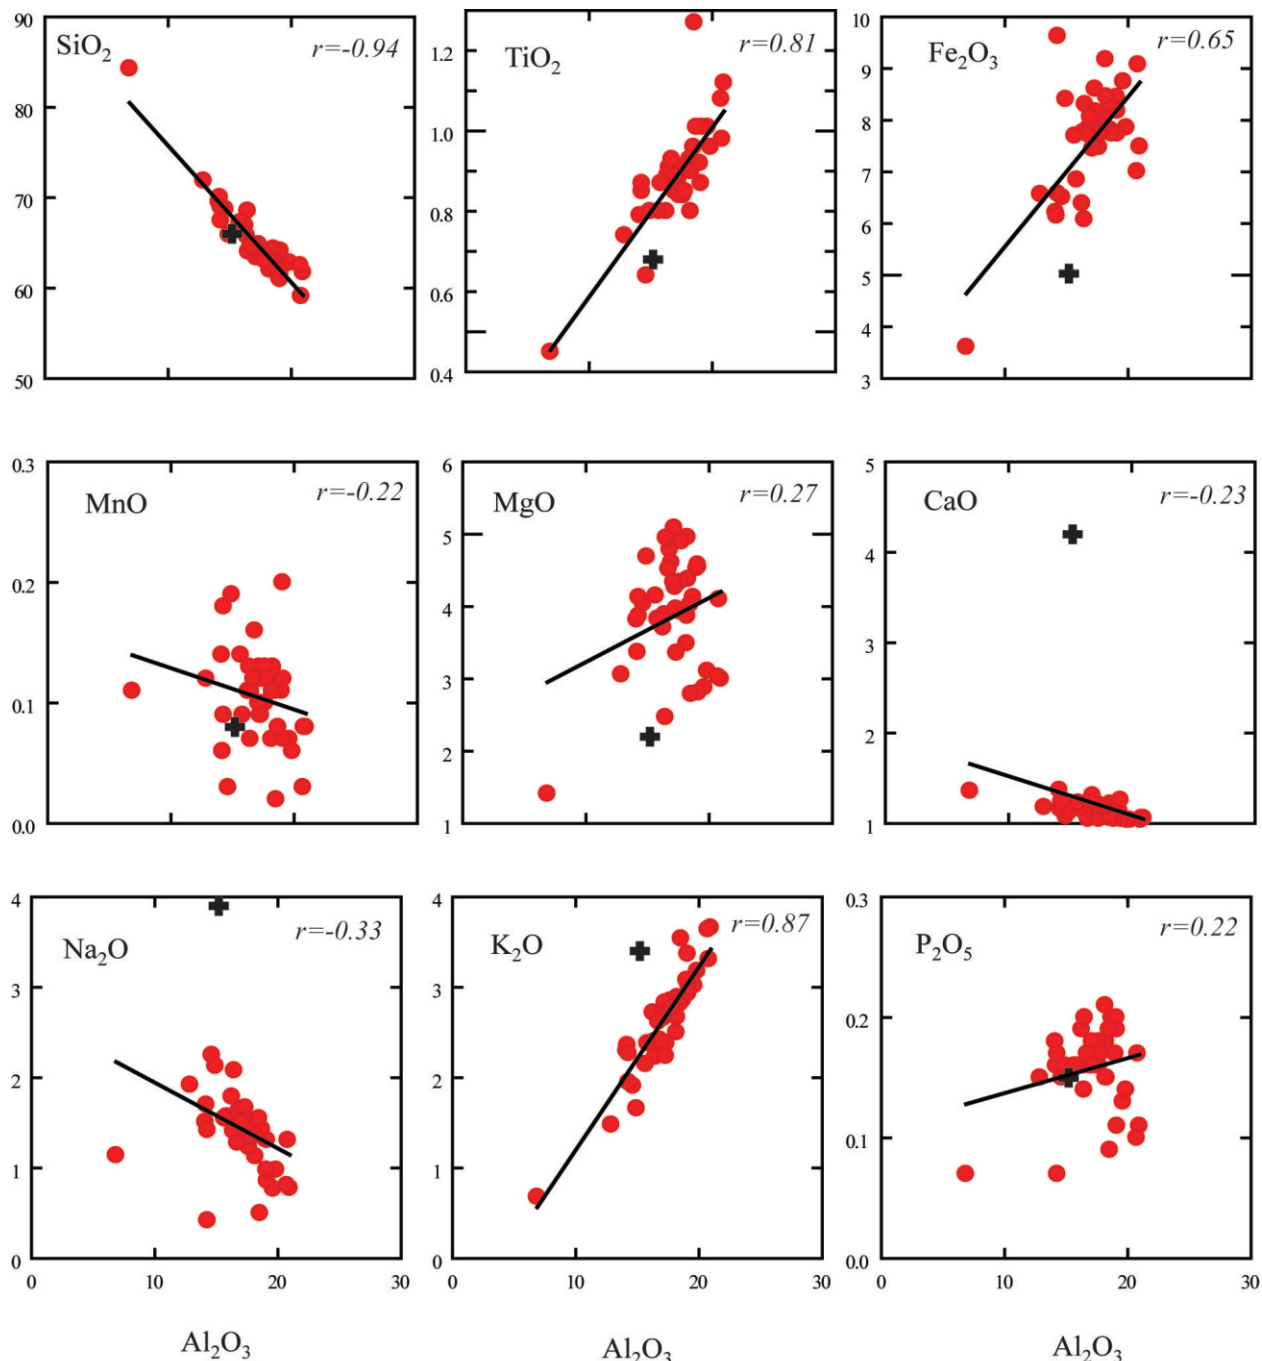 90
80
70
60
50
SiO₂
r=-0.94
1.2
1.0
0.8
0.6
0.4
TiO₂
r=0.81
10
9
8
7
6
5
4
3
Fe₂O₃
r=0.65
0.3
0.2
0.1
0.0
MnO
r=-0.22
6
5
4
3
2
1
MgO
r=0.27
5
4
3
2
1
CaO
r=-0.23
4
3
2
1
0
Na₂O
r=-0.33
0 10 20 30
Al₂O₃
4
3
2
1
0
K₂O
r=0.87
0 10 20 30
Al₂O₃
0.3
0.2
0.1
0.0
P₂O₅
r=0.22
0 10 20 30
Al₂O₃